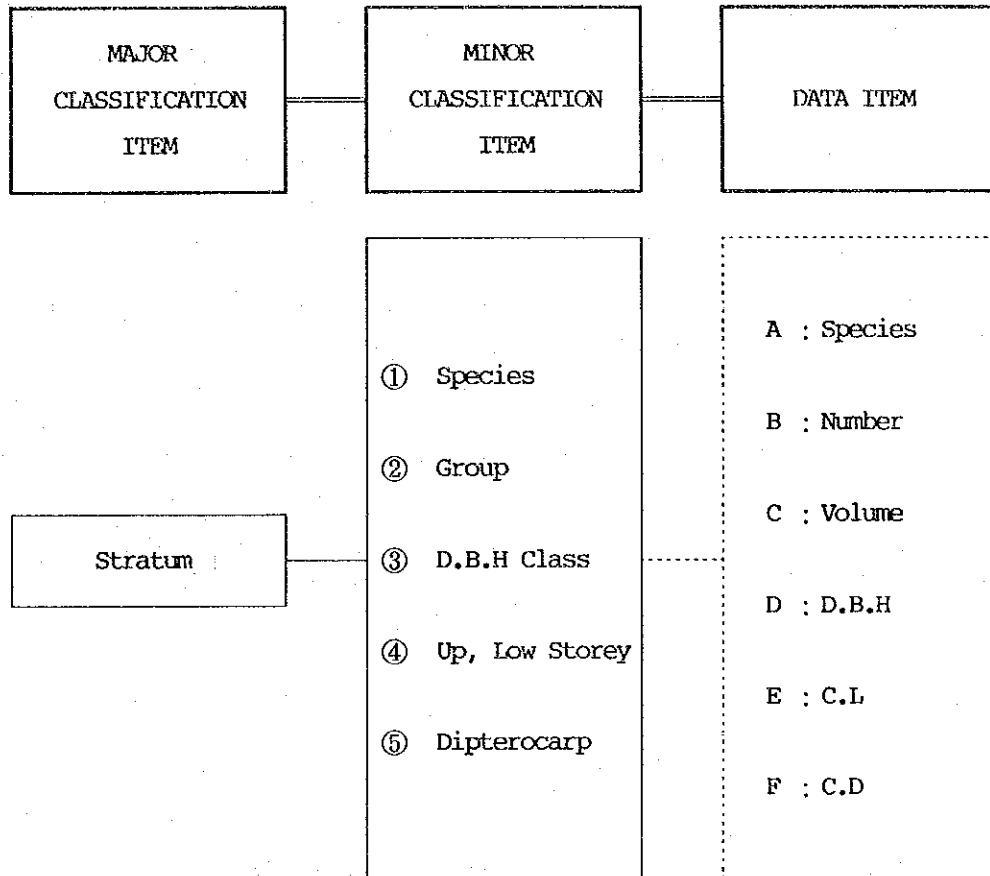 MAJOR
CLASSIFICATION
ITEM
MINOR
CLASSIFICATION
ITEM
DATA ITEM
Stratum
① Species
② Group
③ D.B.H Class
④ Up, Low Storey
⑤ Dipterocarp
A : Species
B : Number
C : Volume
D : D.B.H
E : C.L
F : C.D